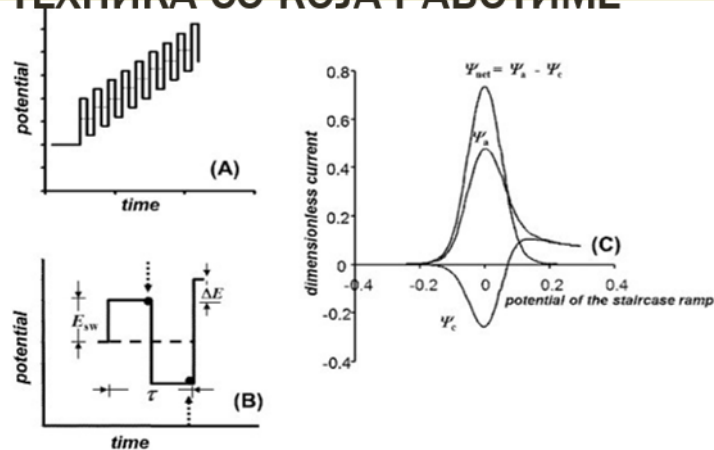 ТЕХНИКА СО КОЈА РАБОТИМЕ
potential
(A)
time
potential
E_sw
ΔE
τ
(B)
time
Ψ_net = Ψ_a - Ψ_c
dimensionless current
0.8
0.6
0.4
0.2
0
-0.2
-0.4
Ψ_a
Ψ_c
(C)
-0.4 -0.2 0 0.2 0.4
potential of the staircase ramp